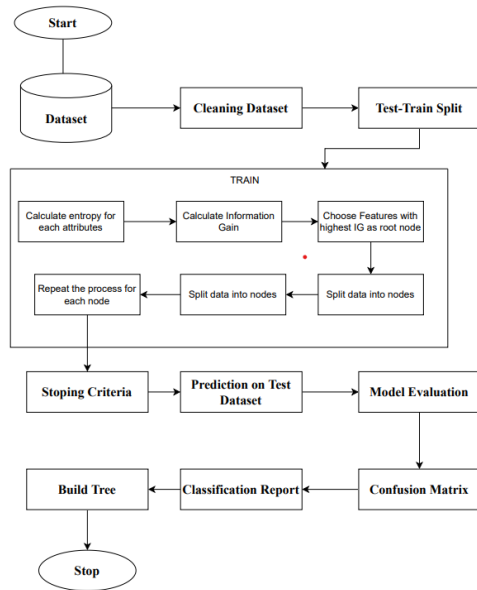 Start
Dataset
Cleaning Dataset
Test-Train Split
TRAIN
Calculate entropy for
each attributes
Calculate Information
Gain
Choose Features with
highest IG as root node
Split data into nodes
Split data into nodes
Repeat the process for
each node
Stoping Criteria
Prediction on Test
Dataset
Model Evaluation
Confusion Matrix
Classification Report
Build Tree
Stop